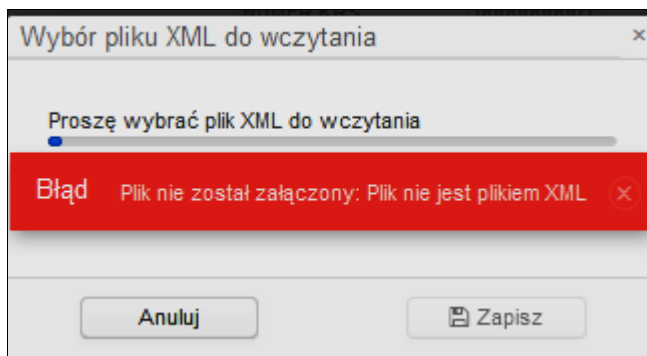 Wybór pliku XML do wczytania
Proszę wybrać plik XML do wczytania
Błąd Plik nie został załączony: Plik nie jest plikiem XML
Anuluj Zapisz